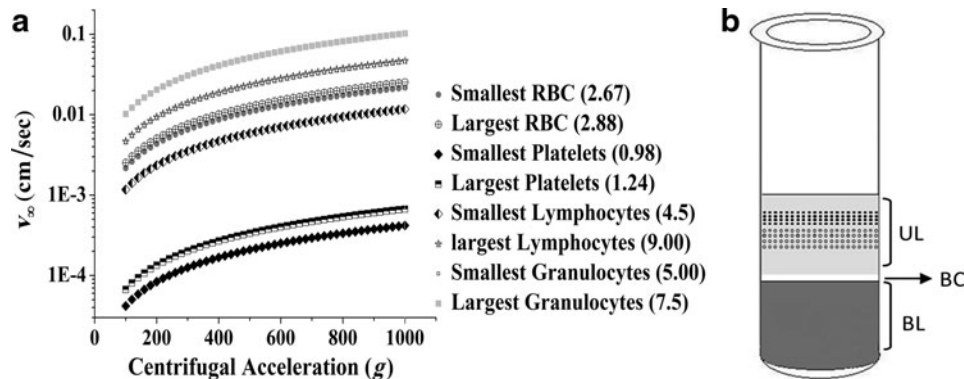 a
b
0.1
0.01
1E-3
1E-4
v∞ (cm/sec)
0 200 400 600 800 1000
Centrifugal Acceleration (g)
Smallest RBC (2.67)
Largest RBC (2.88)
Smallest Platelets (0.98)
Largest Platelets (1.24)
Smallest Lymphocytes (4.5)
largest Lymphocytes (9.00)
Smallest Granulocytes (5.00)
Largest Granulocytes (7.5)
UL
BC
BL